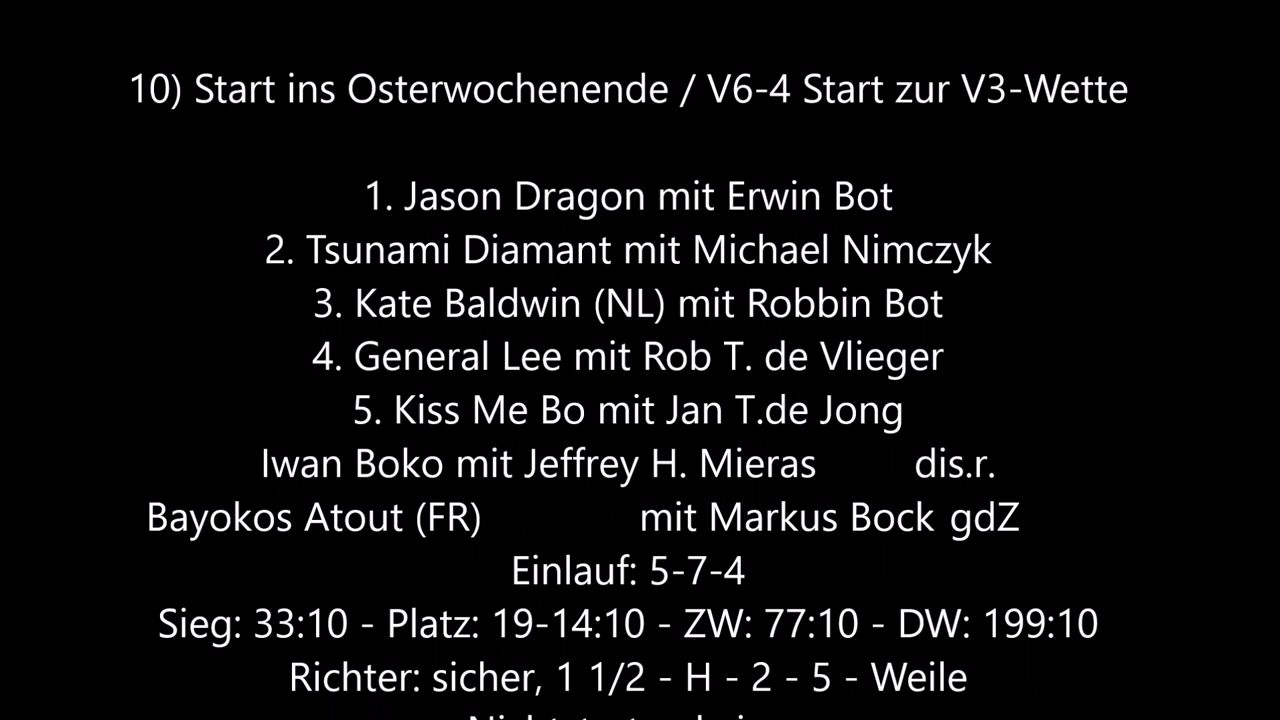 10) Start ins Osterwochenende / V6-4 Start zur V3-Wette
1. Jason Dragon mit Erwin Bot
2. Tsunami Diamant mit Michael Nimczyk
3. Kate Baldwin (NL) mit Robbin Bot
4. General Lee mit Rob T. de Vlieger
5. Kiss Me Bo mit Jan T.de Jong
Iwan Boko mit Jeffrey H. Mieras dis.r.
Bayokos Atout (FR) mit Markus Bock gdZ
Einlauf: 5-7-4
Sieg: 33:10 - Platz: 19-14:10 - ZW: 77:10 - DW: 199:10
Richter: sicher, 1 1/2 - H - 2 - 5 - Weile